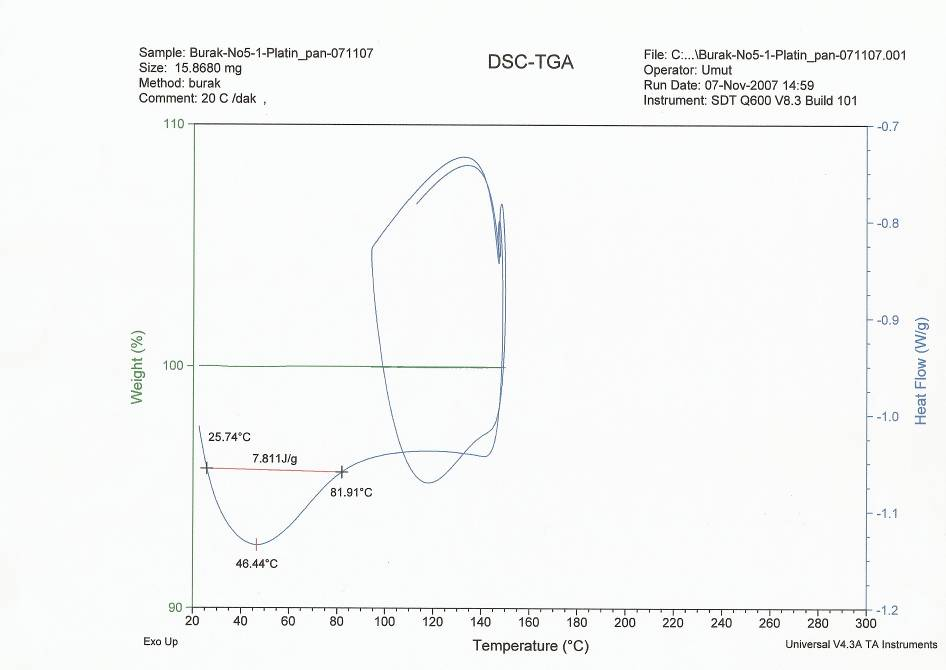 Sample: Burak-No5-1-Platin_pan-071107
Size: 15.8680 mg
Method: burak
Comment: 20 C /dak ,
DSC-TGA
File: C:...\Burak-No5-1-Platin_pan-071107.001
Operator: Umut
Run Date: 07-Nov-2007 14:59
Instrument: SDT Q600 V8.3 Build 101
110
100
90
Weight (%)
25.74°C
7.811J/g
81.91°C
46.44°C
-0.7
-0.8
-0.9
-1.0
-1.1
-1.2
Heat Flow (W/g)
20 40 60 80 100 120 140 160 180 200 220 240 260 280 300
Exo Up
Temperature (°C)
Universal V4.3A TA Instruments